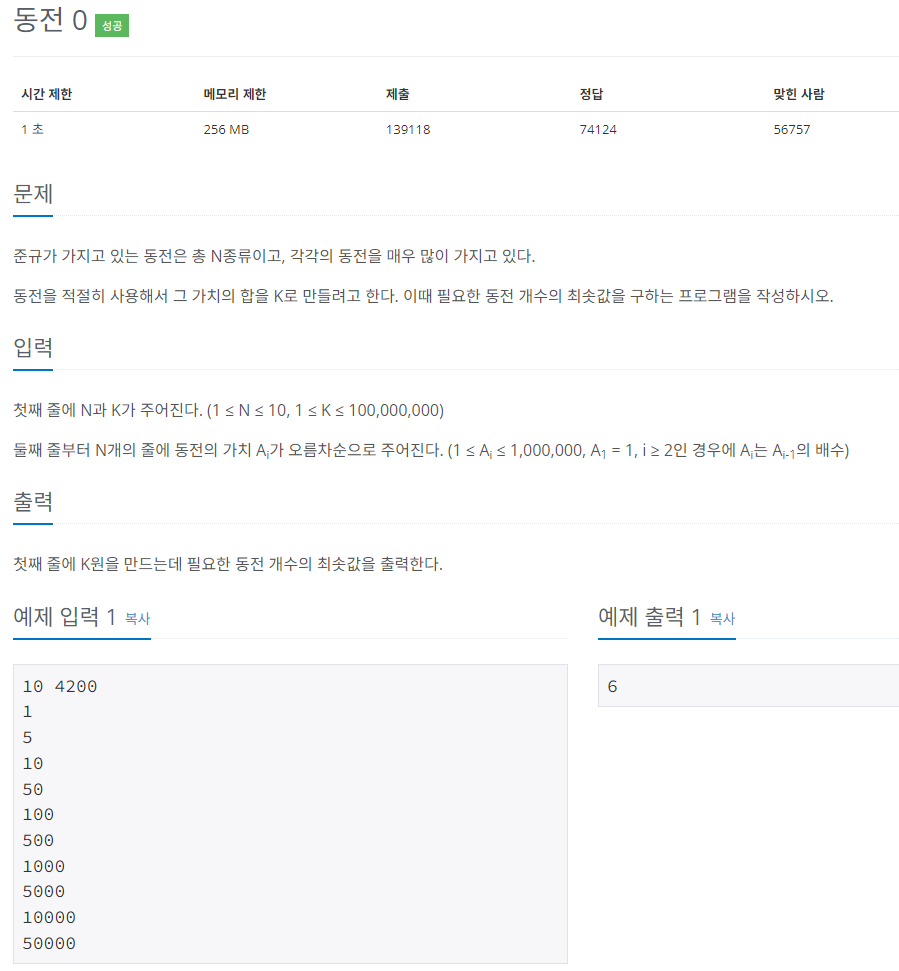 동전 0 성공
시간 제한 메모리 제한 제출 정답 맞힌 사람
1 초 256 MB 139118 74124 56757
문제
준규가 가지고 있는 동전은 총 N종류이고, 각각의 동전을 매우 많이 가지고 있다.
동전을 적절히 사용해서 그 가치의 합을 K로 만들려고 한다. 이때 필요한 동전 개수의 최솟값을 구하는 프로그램을 작성하시오.
입력
첫째 줄에 N과 K가 주어진다. (1 ≤ N ≤ 10, 1 ≤ K ≤ 100,000,000)
둘째 줄부터 N개의 줄에 동전의 가치 Ai가 오름차순으로 주어진다. (1 ≤ Ai ≤ 1,000,000, A1 = 1, i ≥ 2인 경우에 Ai는 Ai-1의 배수)
출력
첫째 줄에 K원을 만드는데 필요한 동전 개수의 최솟값을 출력한다.
예제 입력 1 복사
10 4200
1
5
10
50
100
500
1000
5000
10000
50000
예제 출력 1 복사
6